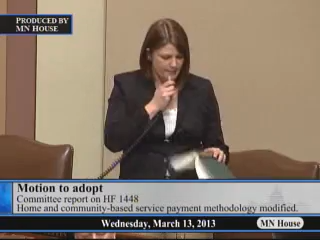 PRODUCED BY
MN HOUSE
Motion to adopt
Committee report on HF 1448
Home and community-based service payment methodology modified.
Wednesday, March 13, 2013
MN House